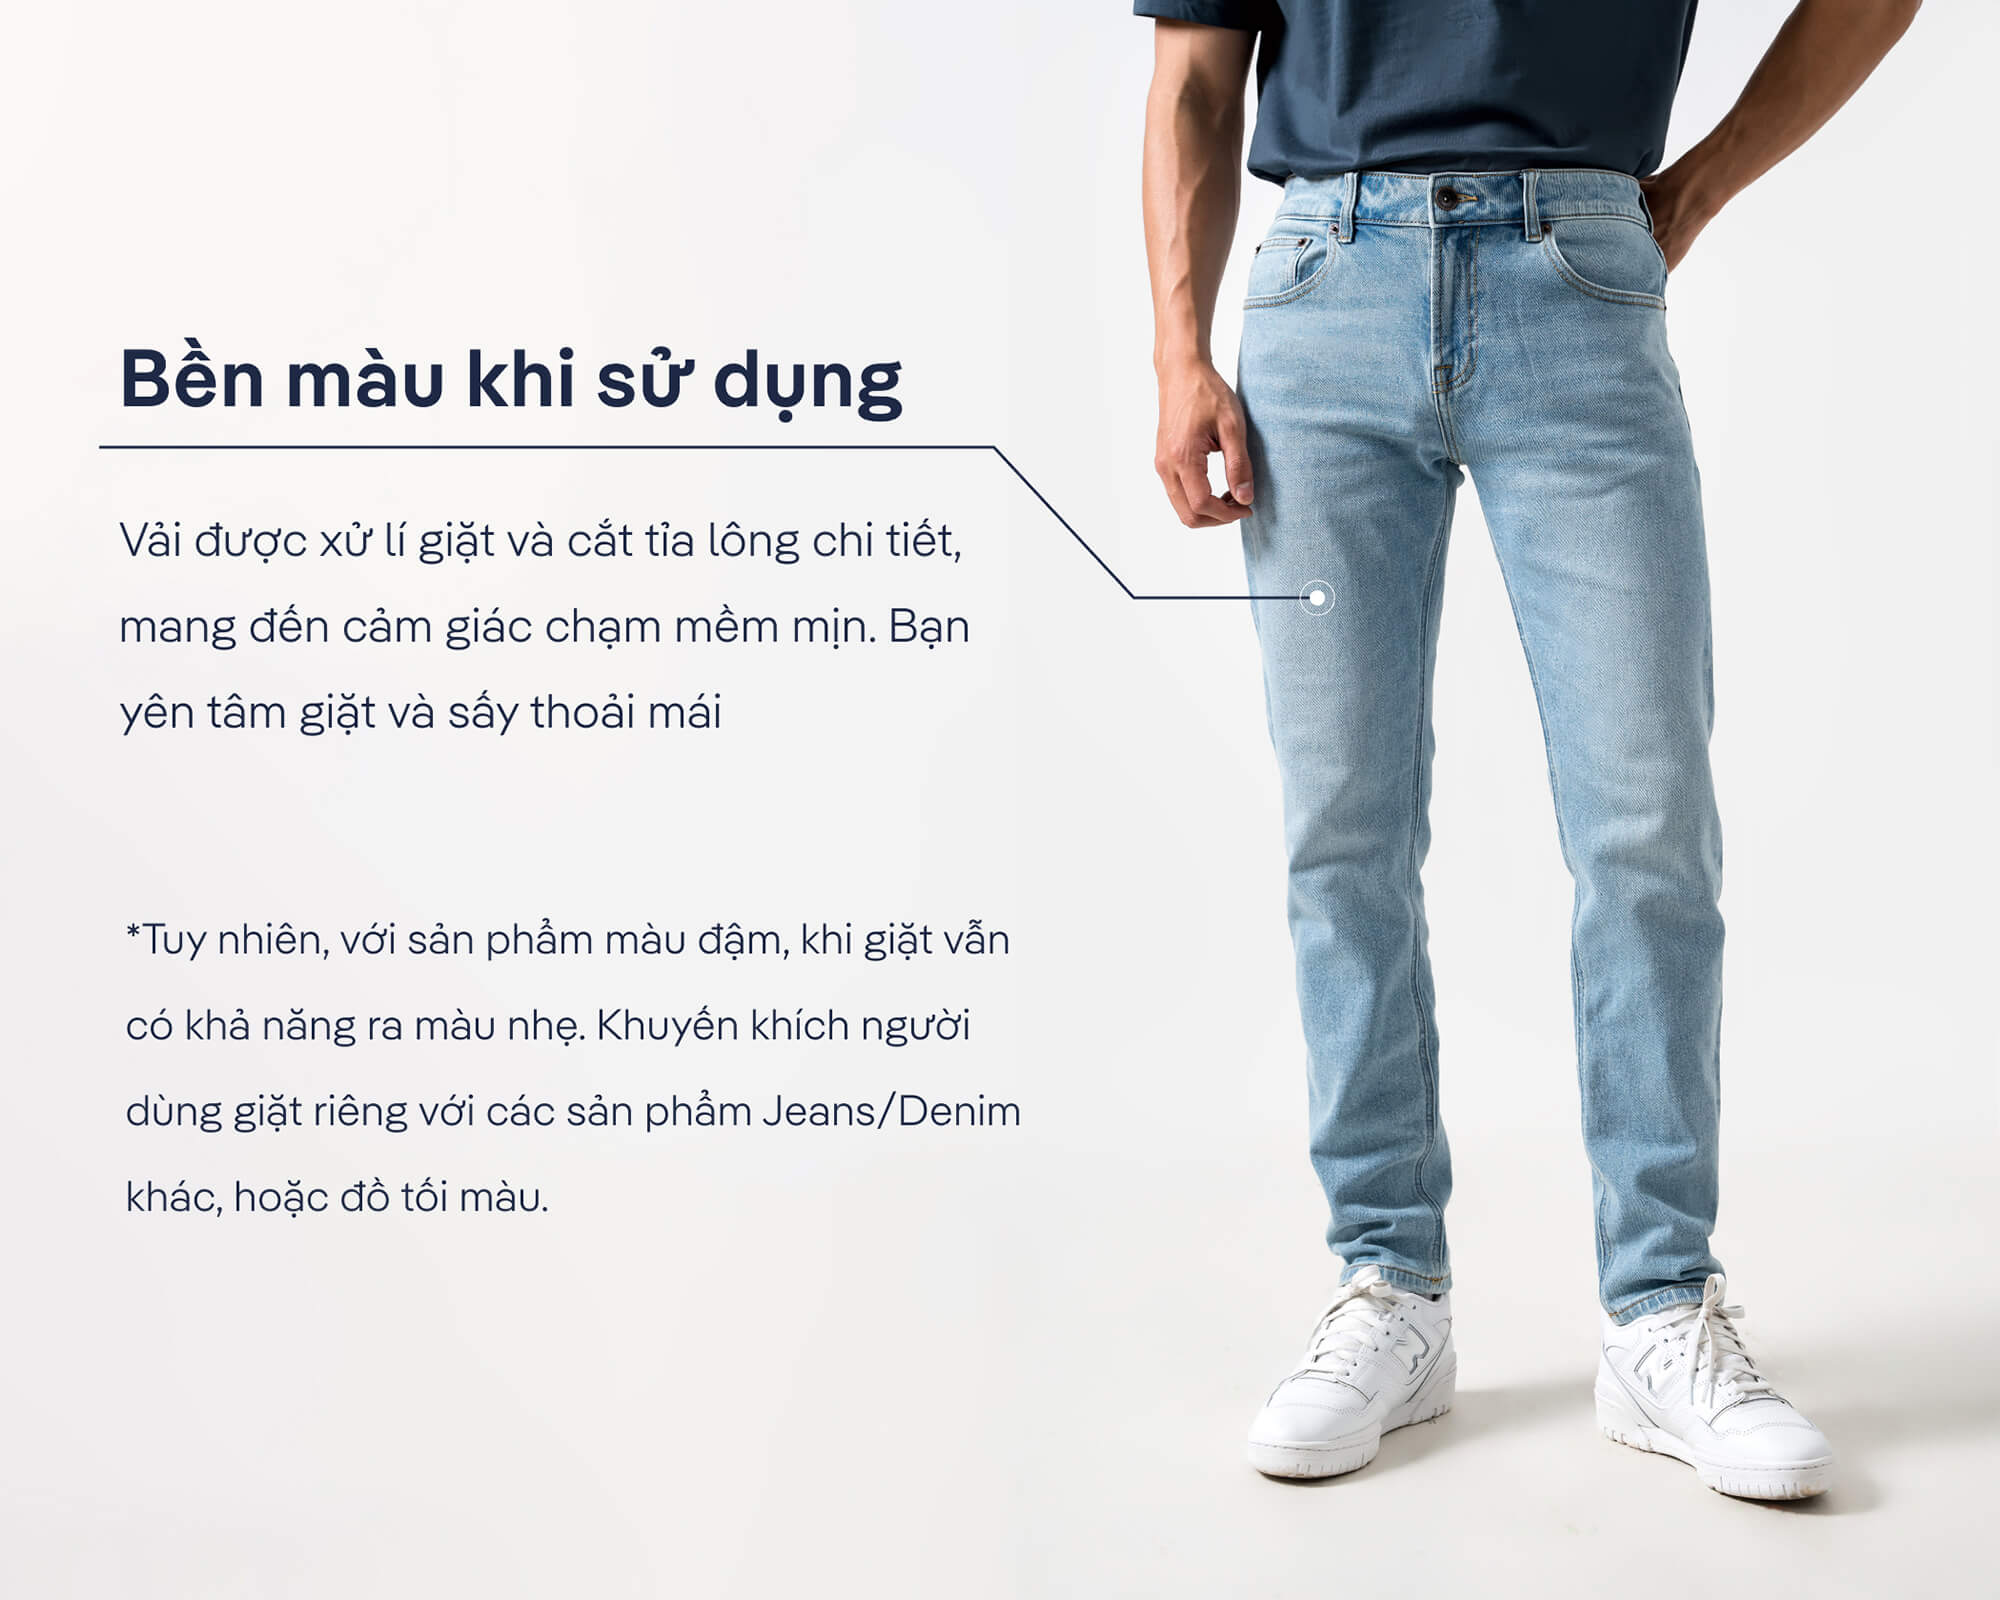 Bền màu khi sử dụng
Vải được xử lí giặt và cắt tỉa lông chi tiết,
mang đến cảm giác chạm mềm mịn. Bạn
yên tâm giặt và sấy thoải mái
*Tuy nhiên, với sản phẩm màu đậm, khi giặt vẫn
có khả năng ra màu nhẹ. Khuyến khích người
dùng giặt riêng với các sản phẩm Jeans/Denim
khác, hoặc đồ tối màu.